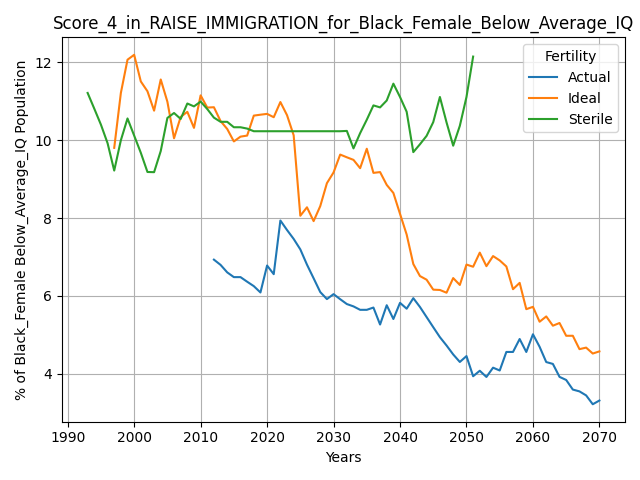 Score_4_in_RAISE_IMMIGRATION_for_Black_Female_Below_Average_IQ
% of Black_Female Below_Average_IQ Population
12
10
8
6
4
Fertility
Actual
Ideal
Sterile
1990 2000 2010 2020 2030 2040 2050 2060 2070
Years